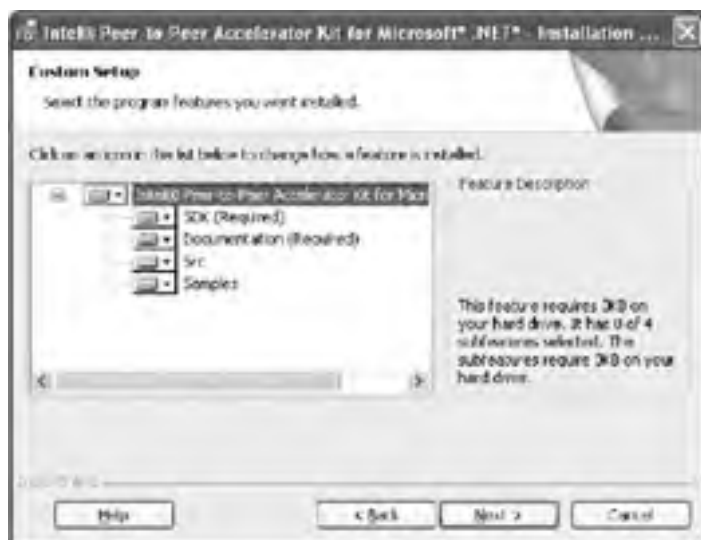 Intel® Peer-to-Peer Accelerator Kit for Microsoft* .NET* - Installation ...
Custom Setup
Select the program features you want installed.
Click on an icon in the list below to change how a feature is installed.
Intel® Peer-to-Peer Accelerator Kit for Micr
SDK (Required)
Documentation (Required)
Src
Samples
Feature Description
This feature requires 0KB on
your hard drive. It has 0 of 4
subfeatures selected. The
subfeatures require 0KB on your
hard drive.
Help
< Back
Next >
Cancel